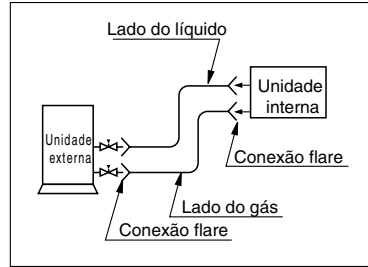 Lado do líquido
Unidade
interna
Unidade
externa
Conexão flare
Lado do gás
Conexão flare